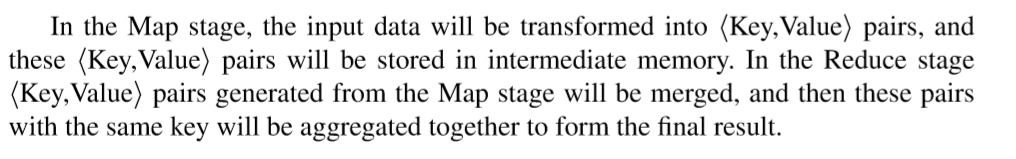 In the Map stage, the input data will be transformed into ⟨Key,Value⟩ pairs, and
these ⟨Key,Value⟩ pairs will be stored in intermediate memory. In the Reduce stage
⟨Key,Value⟩ pairs generated from the Map stage will be merged, and then these pairs
with the same key will be aggregated together to form the final result.